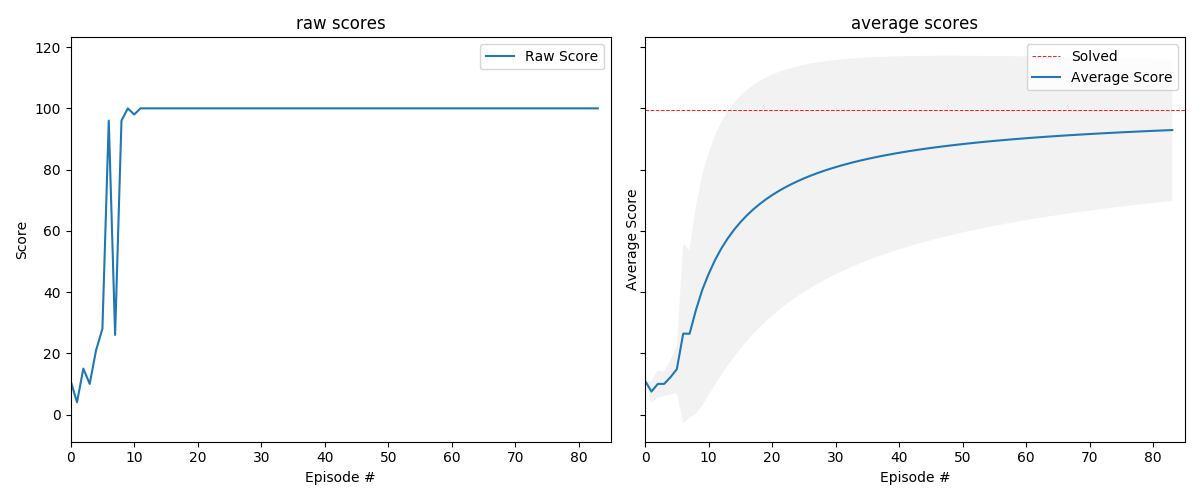 raw scores
Raw Score
120
100
80
60
40
20
0
Score
0 10 20 30 40 50 60 70 80
Episode #
average scores
Solved
Average Score
Average Score
0 10 20 30 40 50 60 70 80
Episode #